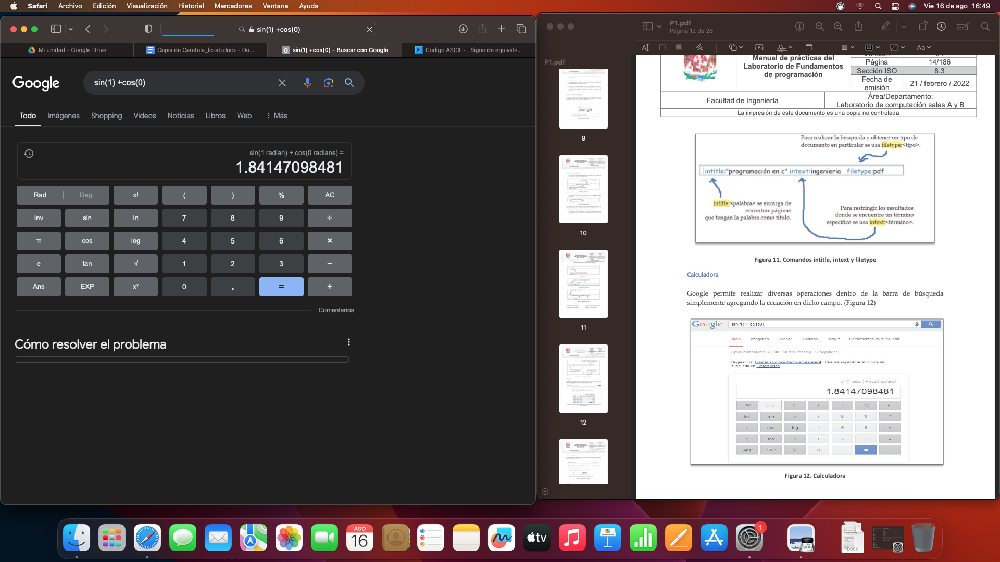 Safari Archivo Edición Visualización Historial Marcadores Ventana Ayuda
Vie 16 de ago 16:49
sin(1) +cos(0)
Mi unidad - Google Drive
Copia de Caratula_lc-ab.docx - Do...
sin(1) +cos(0) - Buscar con Google
Codigo ASCII ~ , Signo de equivale...
Google
sin(1) +cos(0)
Todo Imágenes Shopping Videos Noticias Libros Web Más
sin(1 radian) + cos(0 radians) =
1.84147098481
Rad | Deg x! ( ) % AC
Inv sin ln 7 8 9 ÷
π cos log 4 5 6 ×
e tan √ 1 2 3 −
Ans EXP xʸ 0 . = +
Comentarios
Cómo resolver el problema
P1.pdf
Página 12 de 26
Aa
P1.pdf
Google
9
10
11
12
Manual de prácticas del
Laboratorio de Fundamentos
de programación
Página 14/186
Sección ISO 8.3
Fecha de
emisión
21 / febrero / 2022
Facultad de Ingeniería
Área/Departamento:
Laboratorio de computación salas A y B
La impresión de este documento es una copia no controlada
Para realizar la búsqueda y obtener un tipo de
documento en particular se usa filetype:<tipo>.
intitle:"programación en c" intext:ingenieria filetype:pdf
intitle:<palabra> se encarga de
encontrar páginas
que tengan la palabra como título.
Para restringir los resultados
donde se encuentre un término
especifico se usa intext:<término>.
Figura 11. Comandos intitle, intext y filetype
Calculadora
Google permite realizar diversas operaciones dentro de la barra de búsqueda
simplemente agregando la ecuación en dicho campo. (Figura 12)
Google
sin(1) + cos(0)
Web Imágenes Videos Noticias Más Herramientas de búsqueda
Aproximadamente 37,300,000 resultados (0.33 segundos)
Sugerencia: Buscar solo resultados en español . Puedes especificar el idioma de
búsqueda en Preferencias
sin(1 radian) + cos(0 radians) =
1.84147098481
Rad x! ( ) % AC
Inv sin ln 7 8 9 ÷
π cos log 4 5 6 ×
e tan √ 1 2 3 -
Ans EXP xʸ 0 = +
Figura 12. Calculadora
AGO
16
tv
1
DOCX